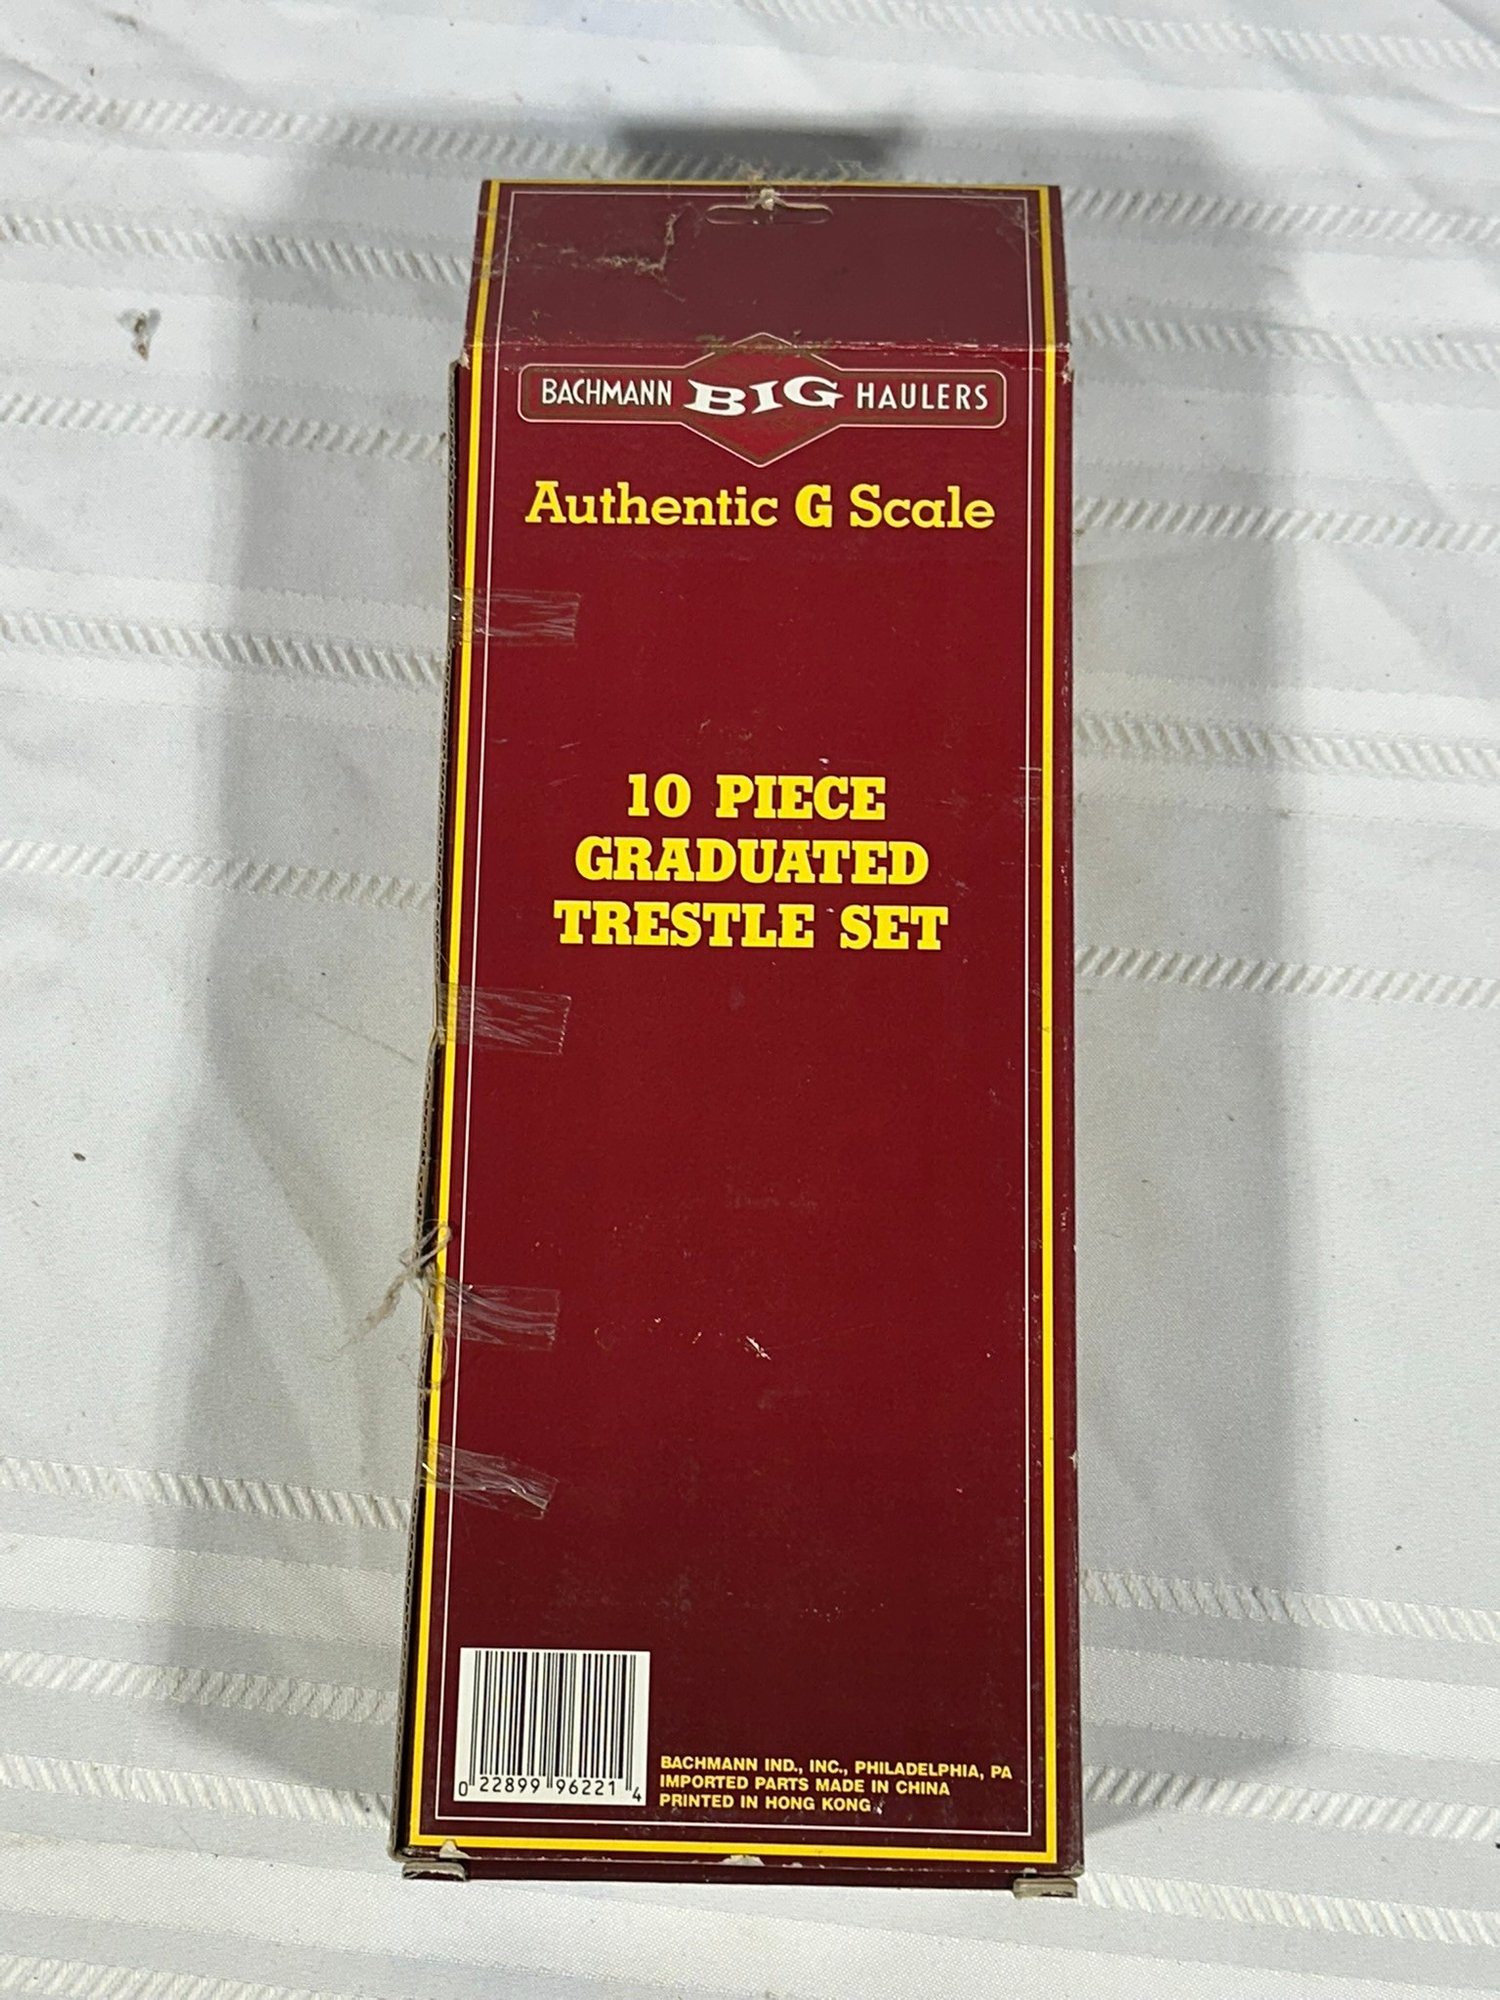 BACHMANN BIG HAULERS
Authentic G Scale
10 PIECE
GRADUATED
TRESTLE SET
0 22899 96221 4
BACHMANN IND., INC., PHILADELPHIA, PA
IMPORTED PARTS MADE IN CHINA
PRINTED IN HONG KONG